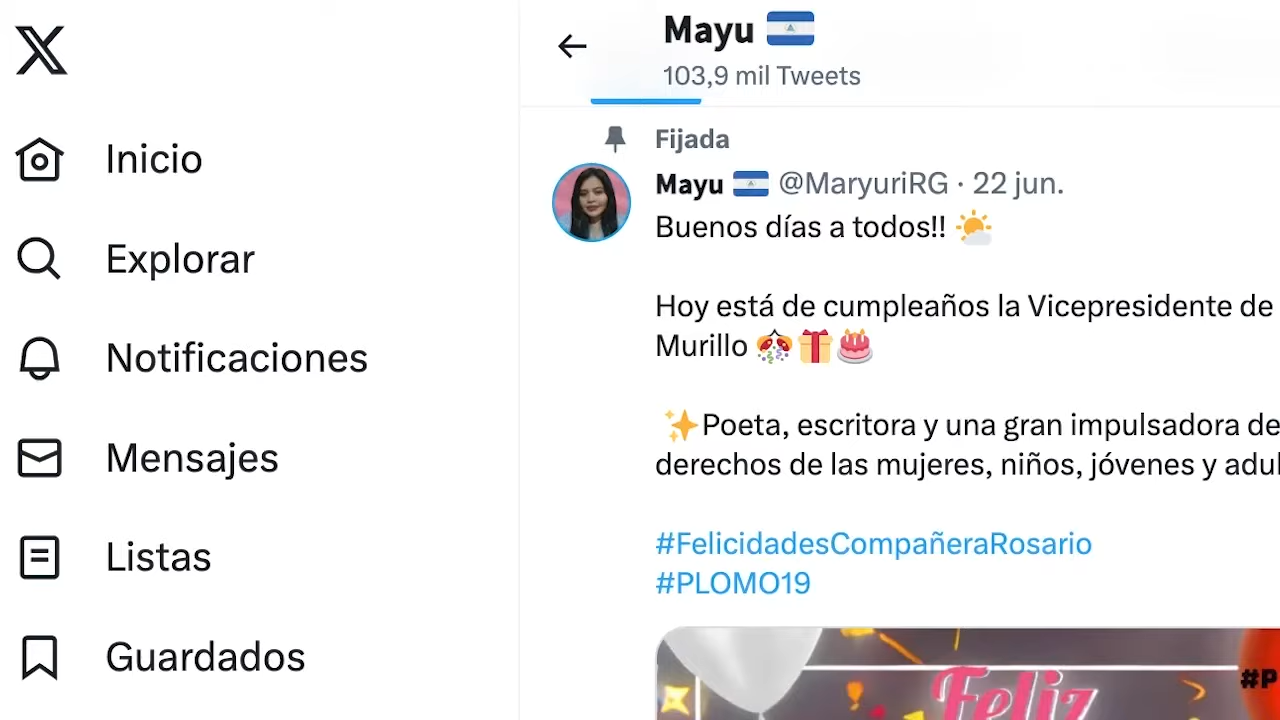 Inicio
Explorar
Notificaciones
Mensajes
Listas
Guardados
Mayu
103,9 mil Tweets
Fijada
Mayu @MaryuriRG · 22 jun.
Buenos días a todos!!
Hoy está de cumpleaños la Vicepresidente de
Murillo
Poeta, escritora y una gran impulsadora de
derechos de las mujeres, niños, jóvenes y
#FelicidadesCompañeraRosario
#PLOMO19
Feliz